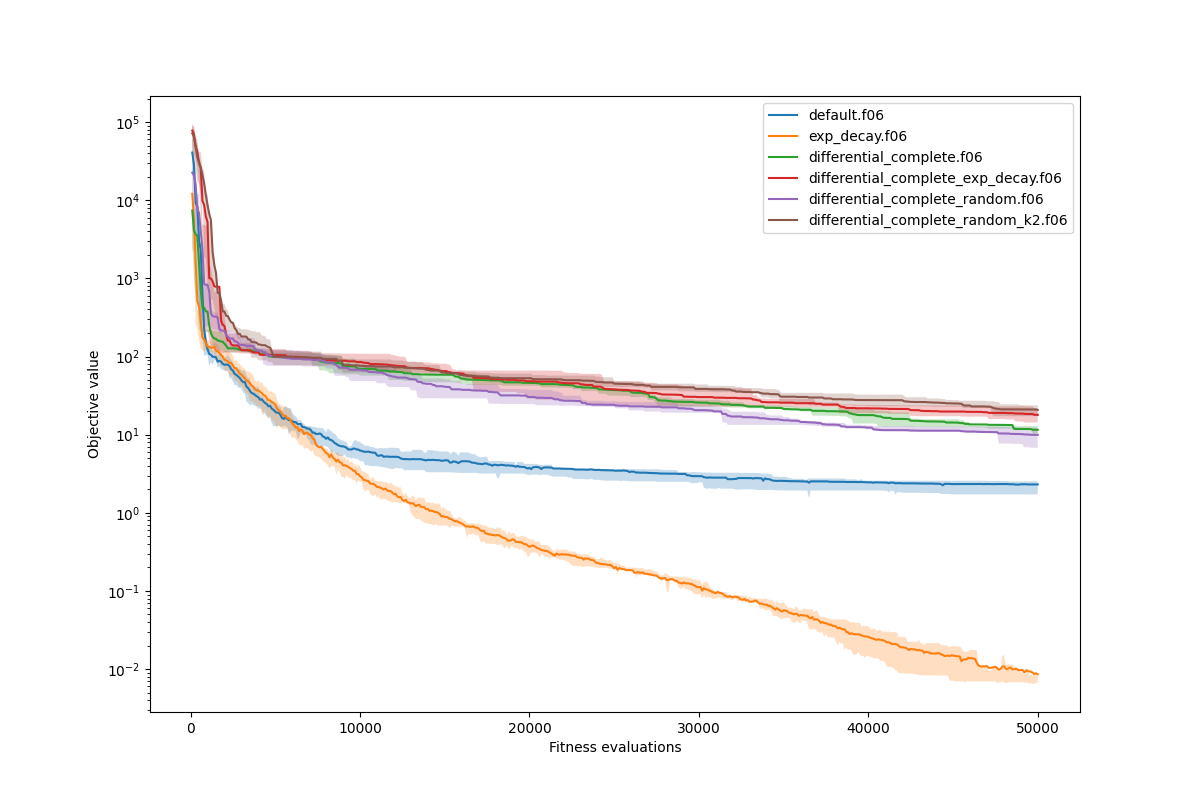 default.f06
exp_decay.f06
differential_complete.f06
differential_complete_exp_decay.f06
differential_complete_random.f06
differential_complete_random_k2.f06
Objective value
10^5
10^4
10^3
10^2
10^1
10^0
10^-1
10^-2
0 10000 20000 30000 40000 50000
Fitness evaluations